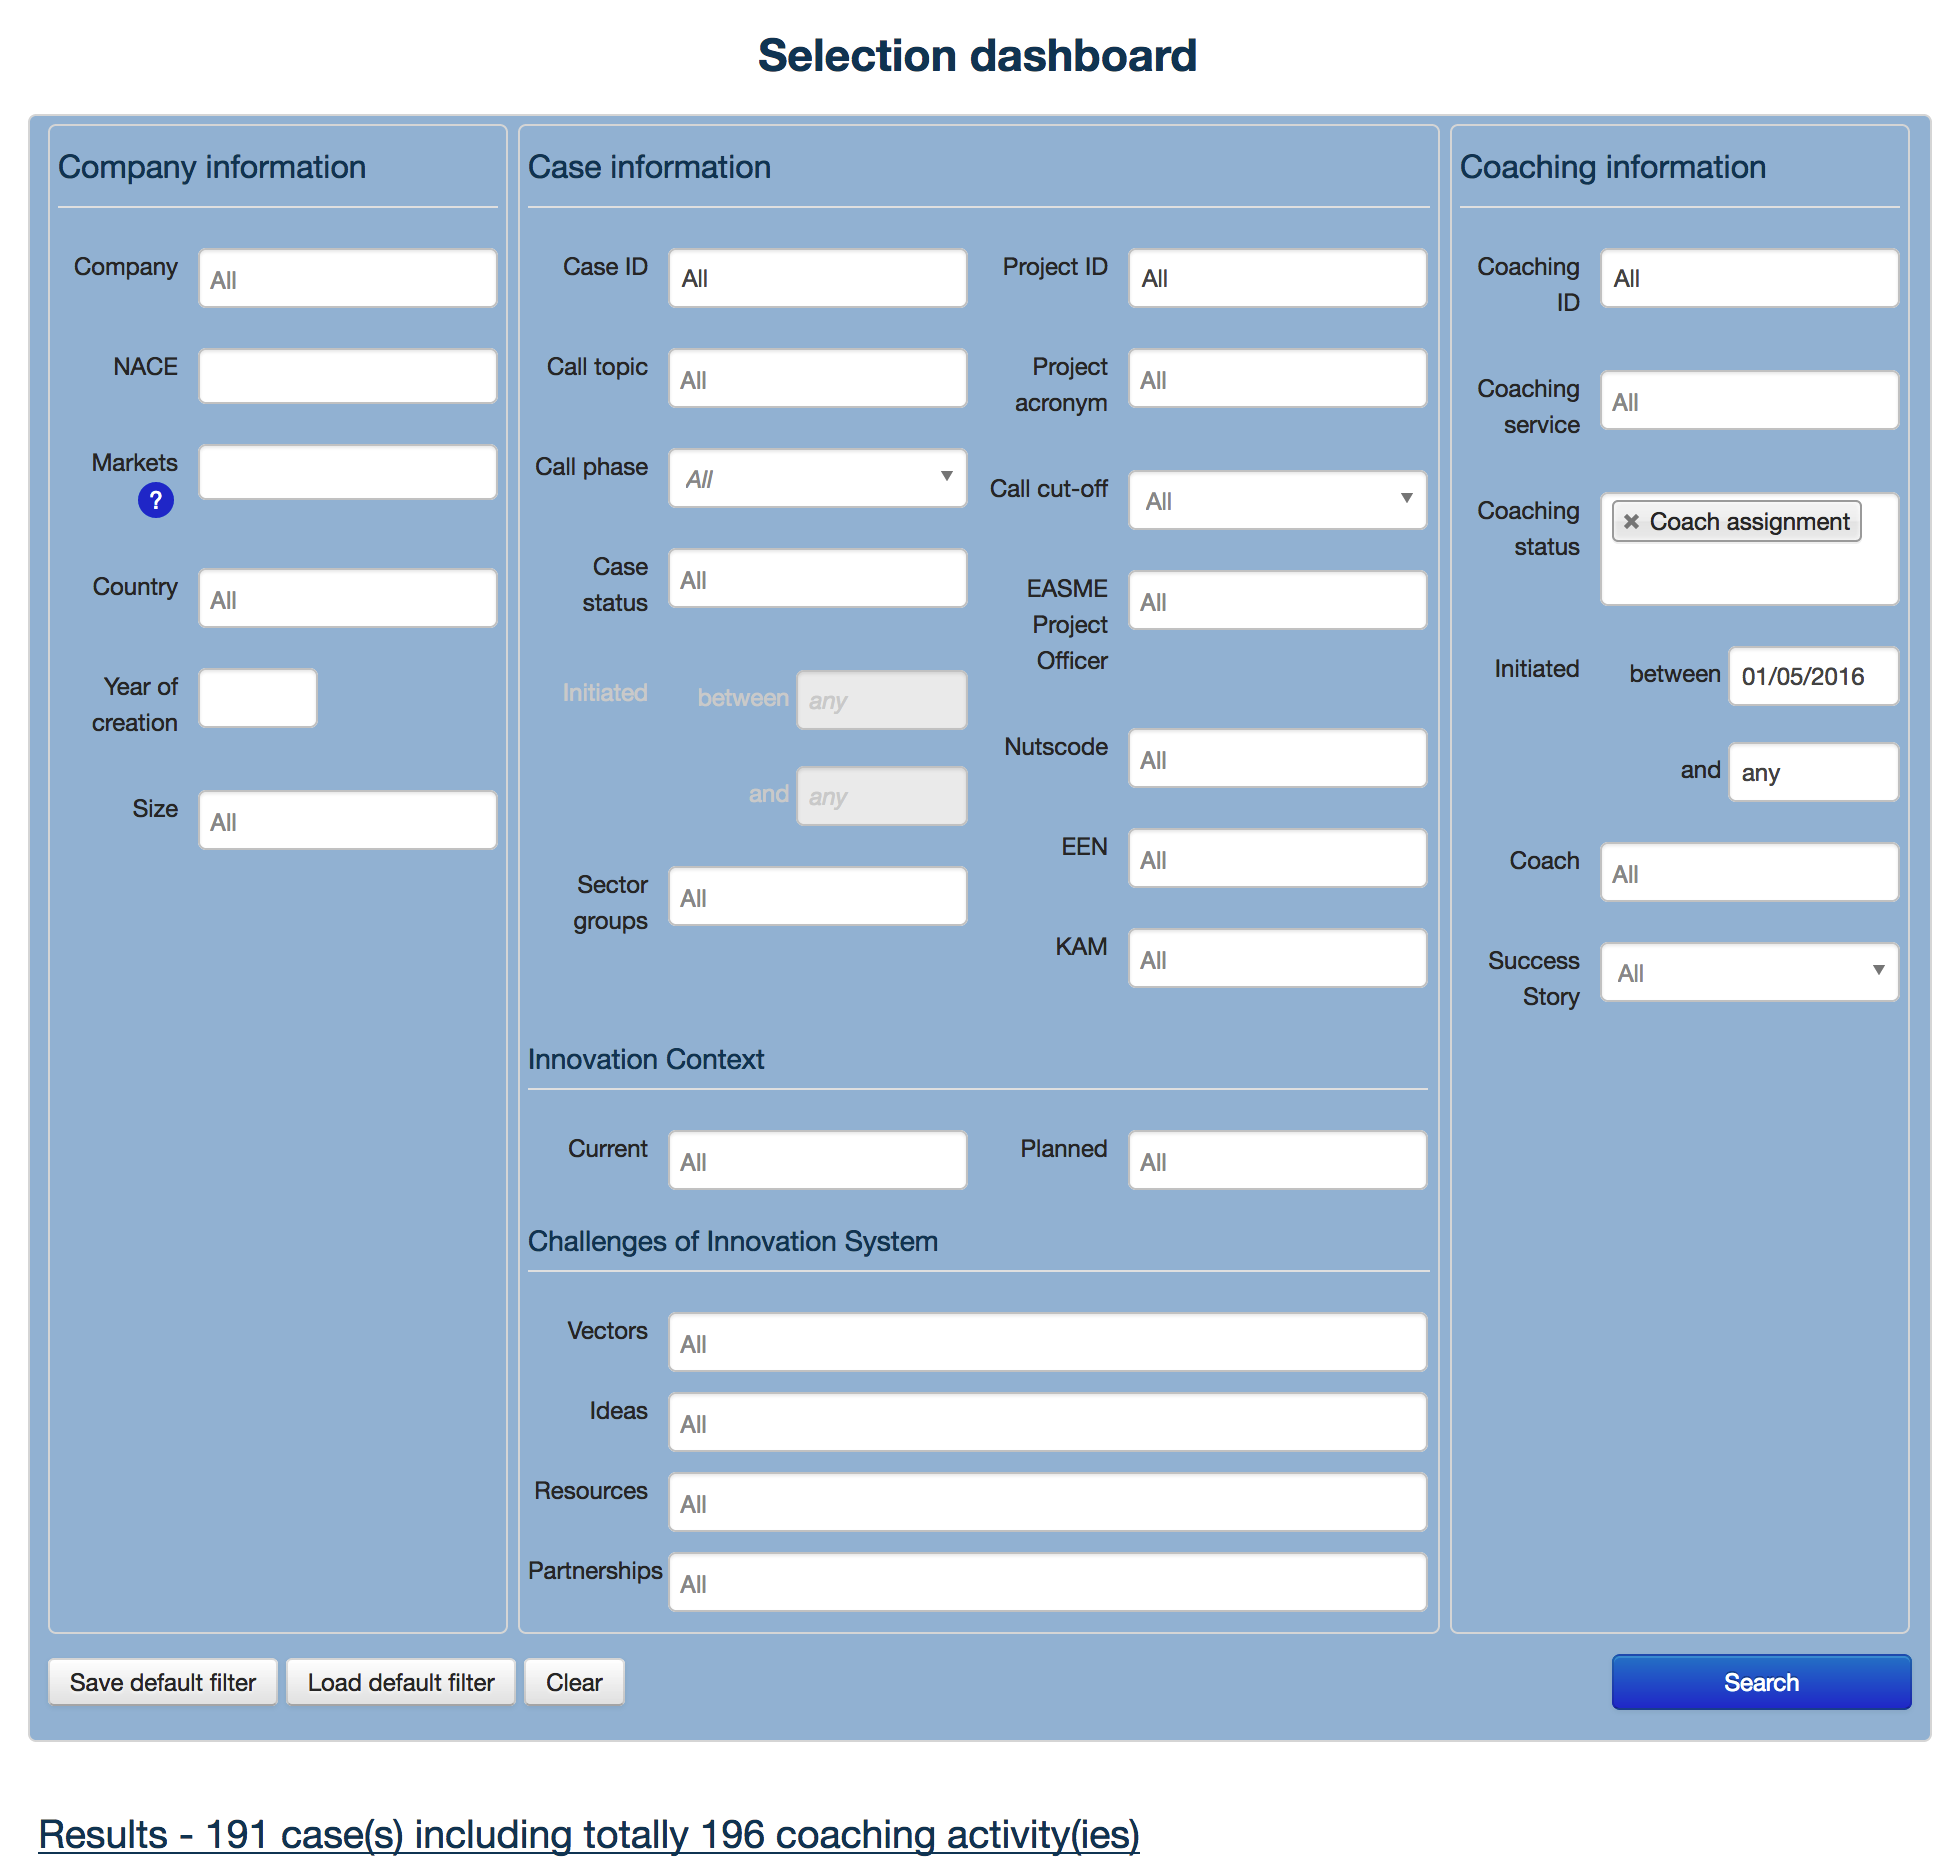 Selection dashboard
Company information
Company All
NACE
Markets
?
Country All
Year of
creation
Size All
Case information
Case ID All
Call topic All
Call phase All
Case
status All
Initiated between any
and any
Sector
groups All
Project ID All
Project
acronym All
Call cut-off All
EASME
Project
Officer All
Nutscode All
EEN All
KAM All
Innovation Context
Current All Planned All
Challenges of Innovation System
Vectors All
Ideas All
Resources All
Partnerships All
Coaching information
Coaching
ID All
Coaching
service All
Coaching
status Coach assignment
Initiated between 01/05/2016
and any
Coach All
Success
Story All
Save default filter Load default filter Clear Search
Results - 191 case(s) including totally 196 coaching activity(ies)